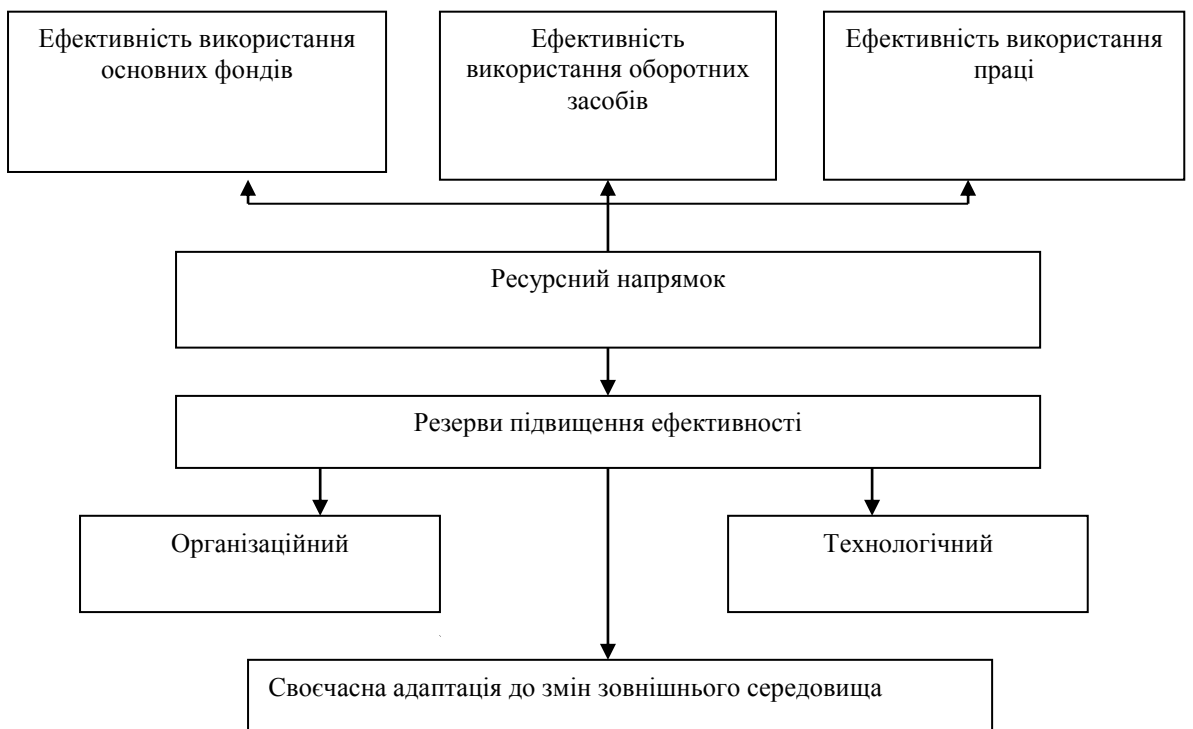 Ефективність використання
основних фондів
Ефективність
використання оборотних
засобів
Ефективність використання
праці
Ресурсний напрямок
Резерви підвищення ефективності
Організаційний
Технологічний
Своєчасна адаптація до змін зовнішнього середовища